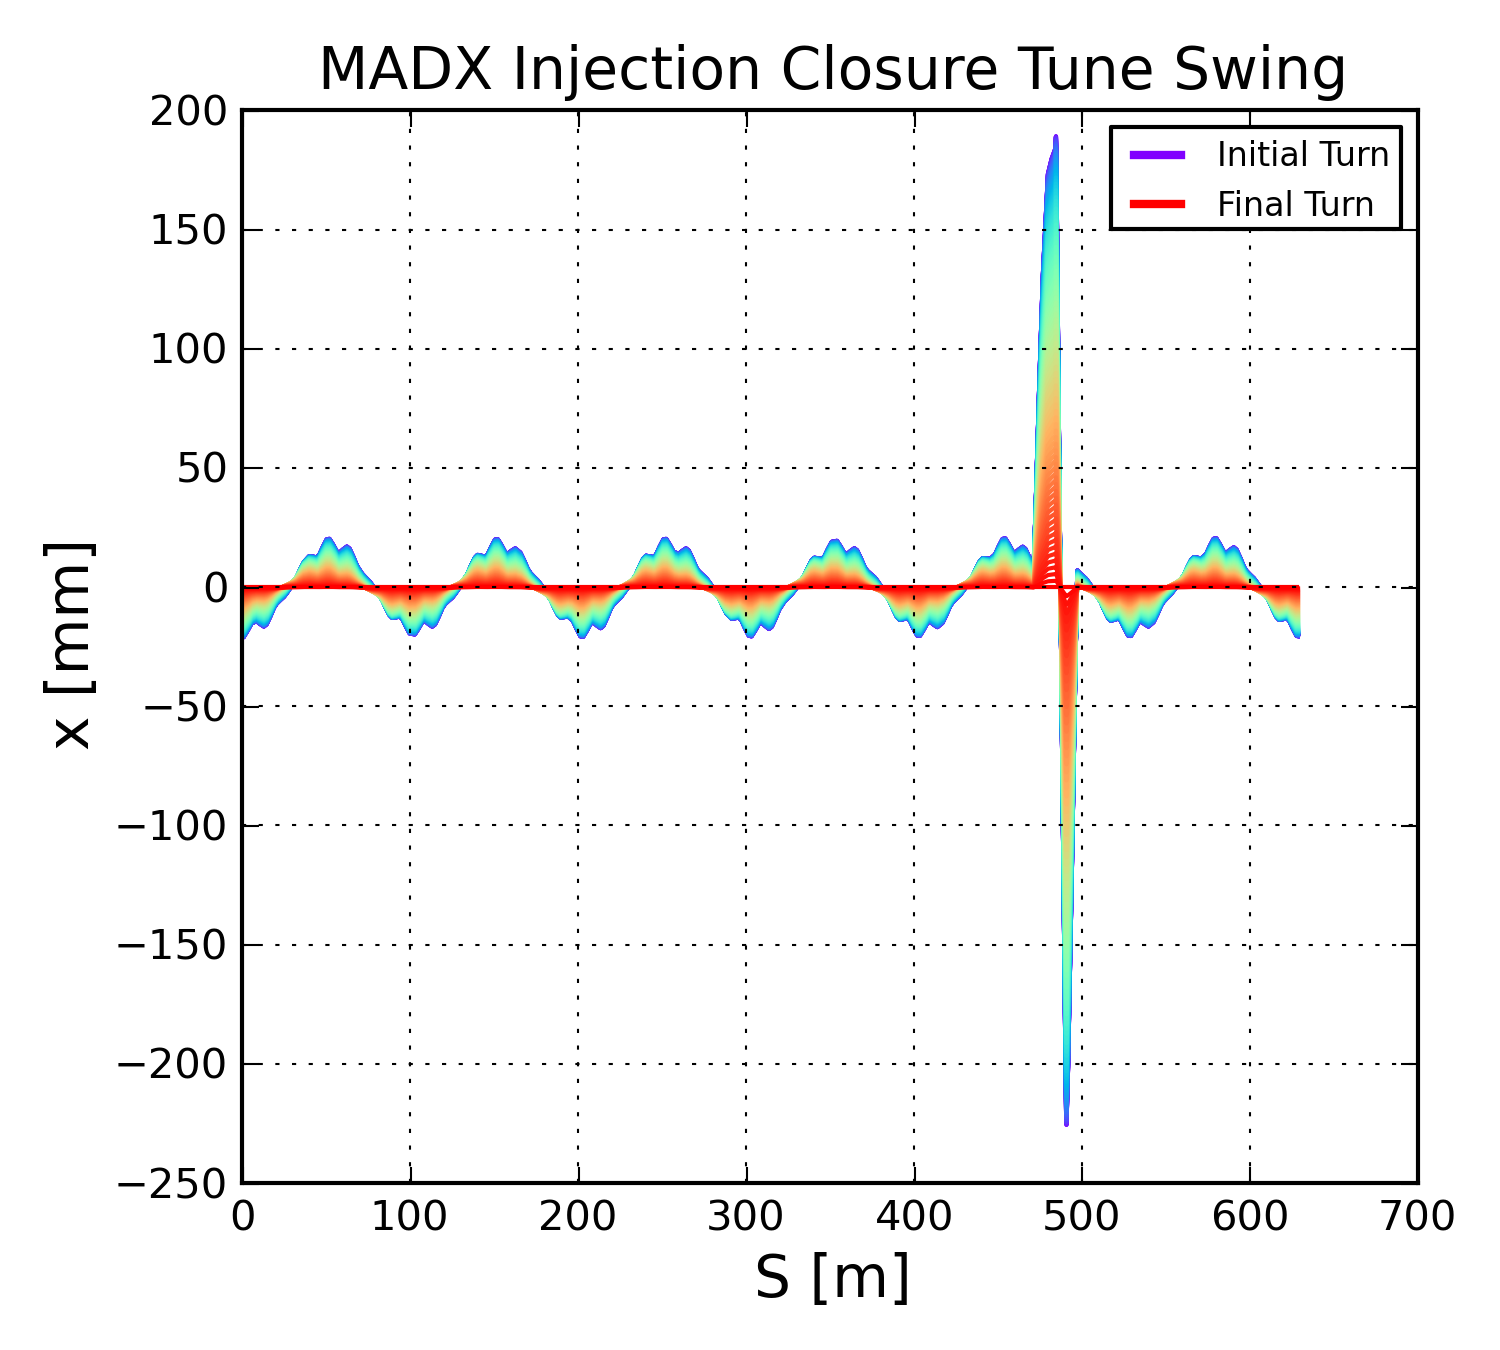 MADX Injection Closure Tune Swing
200
150
100
50
0
−50
−100
−150
−200
−250
x [mm]
Initial Turn
Final Turn
0 100 200 300 400 500 600 700
S [m]